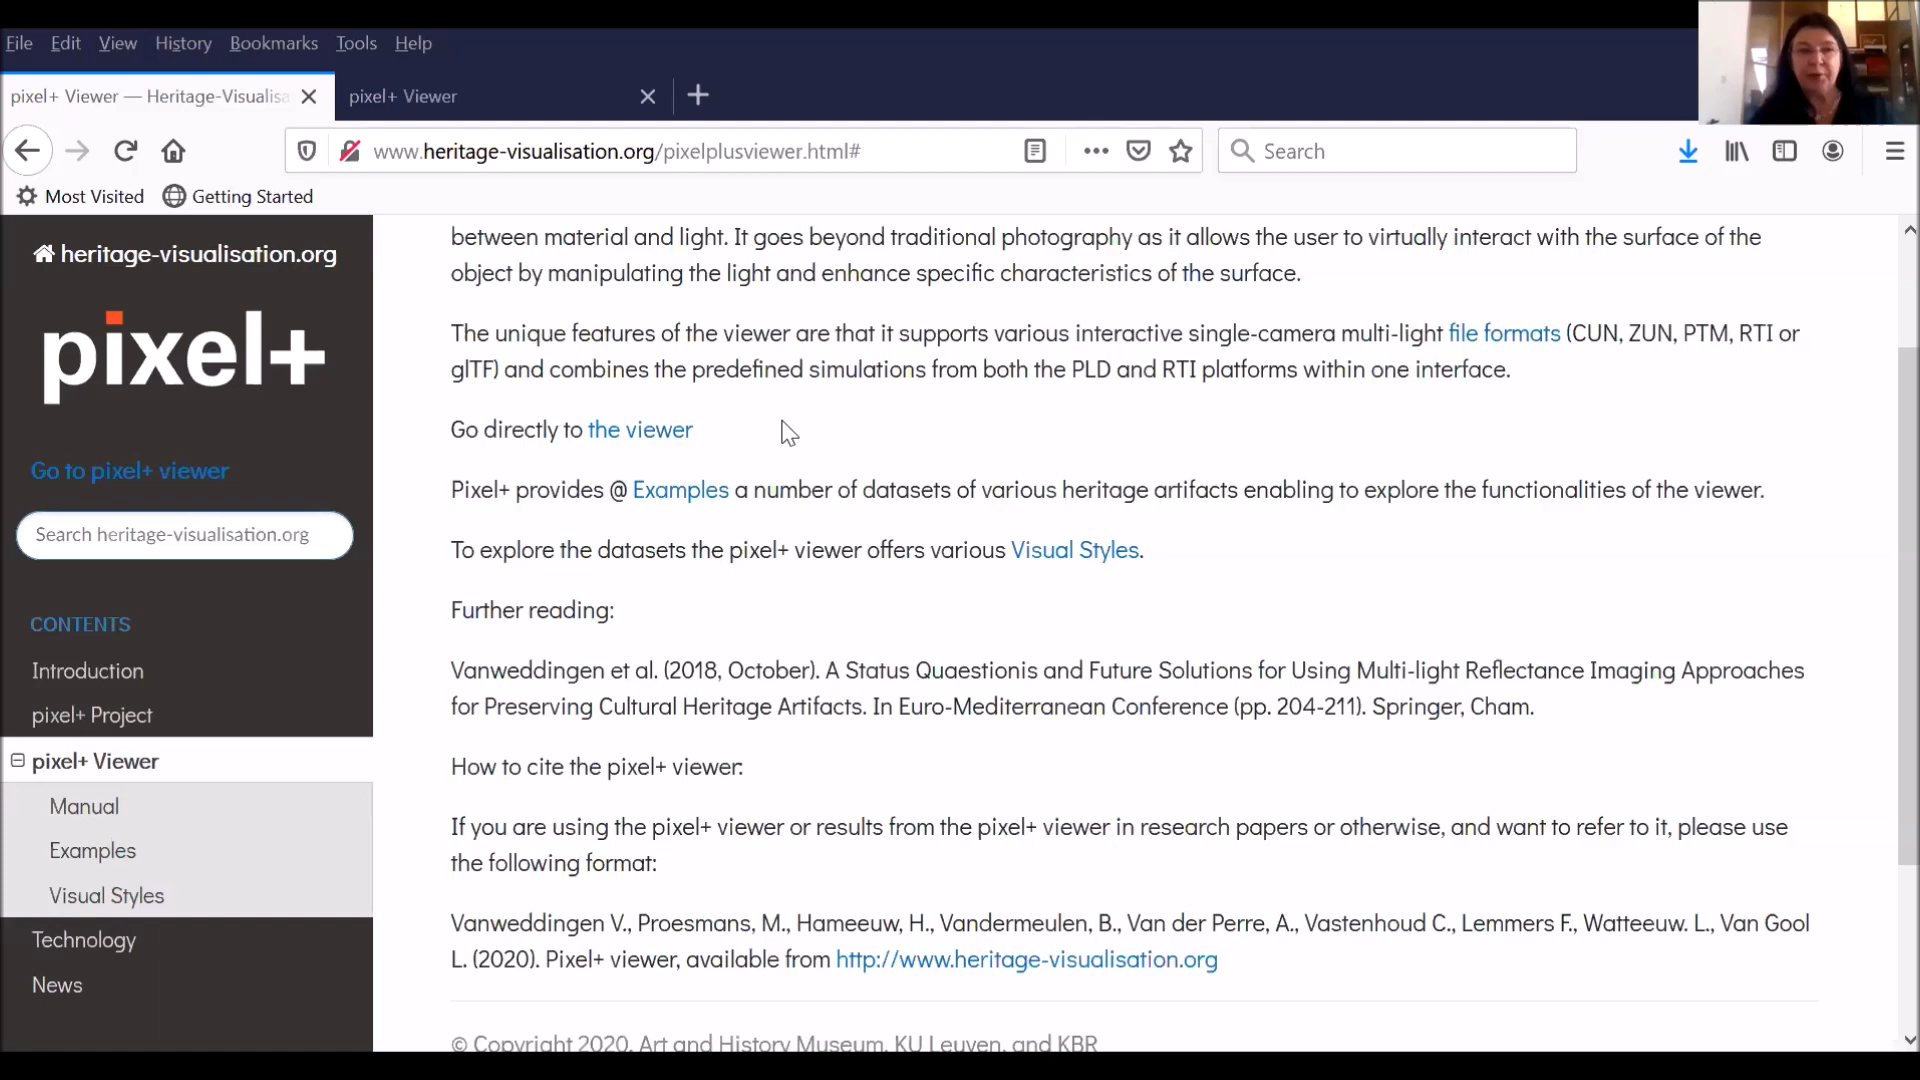 File Edit View History Bookmarks Tools Help
pixel+ Viewer — Heritage-Visualisa
pixel+ Viewer
www.heritage-visualisation.org/pixelplusviewer.html#
Search
Most Visited
Getting Started
heritage-visualisation.org
pixel+
Go to pixel+ viewer
Search heritage-visualisation.org
CONTENTS
Introduction
pixel+ Project
pixel+ Viewer
Manual
Examples
Visual Styles
Technology
News
between material and light. It goes beyond traditional photography as it allows the user to virtually interact with the surface of the
object by manipulating the light and enhance specific characteristics of the surface.
The unique features of the viewer are that it supports various interactive single-camera multi-light file formats (CUN, ZUN, PTM, RTI or
glTF) and combines the predefined simulations from both the PLD and RTI platforms within one interface.
Go directly to the viewer
Pixel+ provides @ Examples a number of datasets of various heritage artifacts enabling to explore the functionalities of the viewer.
To explore the datasets the pixel+ viewer offers various Visual Styles.
Further reading:
Vanweddingen et al. (2018, October). A Status Quaestionis and Future Solutions for Using Multi-light Reflectance Imaging Approaches
for Preserving Cultural Heritage Artifacts. In Euro-Mediterranean Conference (pp. 204-211). Springer, Cham.
How to cite the pixel+ viewer:
If you are using the pixel+ viewer or results from the pixel+ viewer in research papers or otherwise, and want to refer to it, please use
the following format:
Vanweddingen V., Proesmans, M., Hameeuw, H., Vandermeulen, B., Van der Perre, A., Vastenhoud C., Lemmers F., Watteeuw. L., Van Gool
L. (2020). Pixel+ viewer, available from http://www.heritage-visualisation.org
© Copyright 2020, Art and History Museum, KU Leuven, and KBR